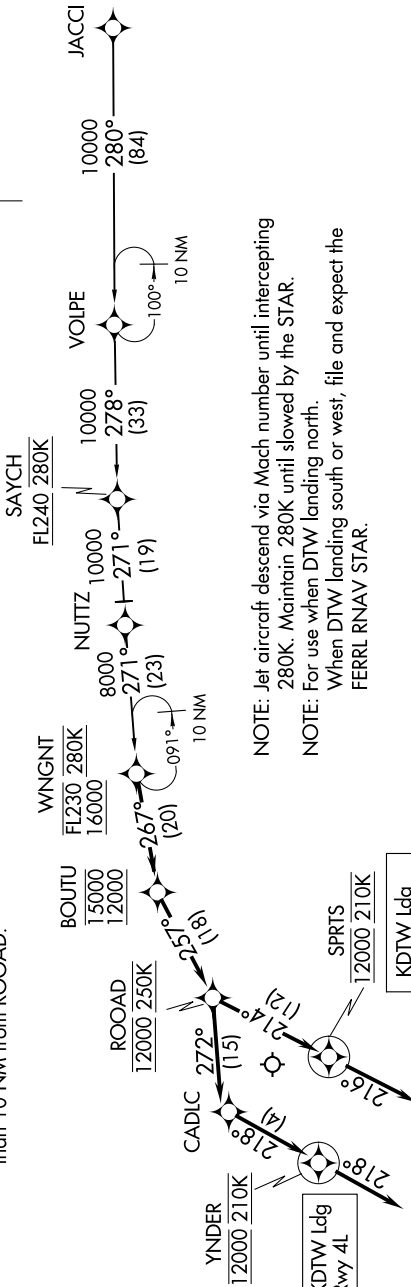 than 10 NM from ROOAD.
JACCI
10000
280°
(84)
VOLPE
100°
10 NM
10000
278°
(33)
SAYCH
FL240 280K
10000
271°
(19)
NUTTZ
8000
271°
(23)
WNGNT
FL230 280K
16000
091°
10 NM
267°
(20)
BOUTU
15000
12000
257°
(18)
ROOAD
12000 250K
272°
(15)
214°
(12)
CADLC
218°
(4)
SPRTS
12000 210K
KDTW Ldg
216°
YNDER
12000 210K
218°
KDTW Ldg
Rwy 4L
NOTE: Jet aircraft descend via Mach number until intercepting
280K. Maintain 280K until slowed by the STAR.
NOTE: For use when DTW landing north.
When DTW landing south or west, file and expect the
FERRL RNAV STAR.